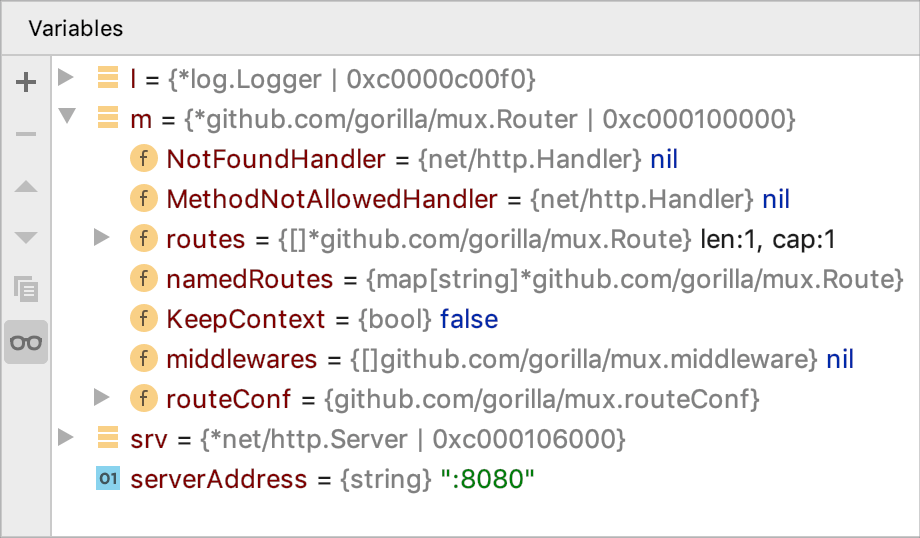 Variables
l = {*log.Logger | 0xc0000c00f0}
m = {*github.com/gorilla/mux.Router | 0xc000100000}
f NotFoundHandler = {net/http.Handler} nil
f MethodNotAllowedHandler = {net/http.Handler} nil
f routes = {[]*github.com/gorilla/mux.Route} len:1, cap:1
f namedRoutes = {map[string]*github.com/gorilla/mux.Route}
f KeepContext = {bool} false
f middlewares = {[]github.com/gorilla/mux.middleware} nil
f routeConf = {github.com/gorilla/mux.routeConf}
srv = {*net/http.Server | 0xc000106000}
01 serverAddress = {string} ":8080"